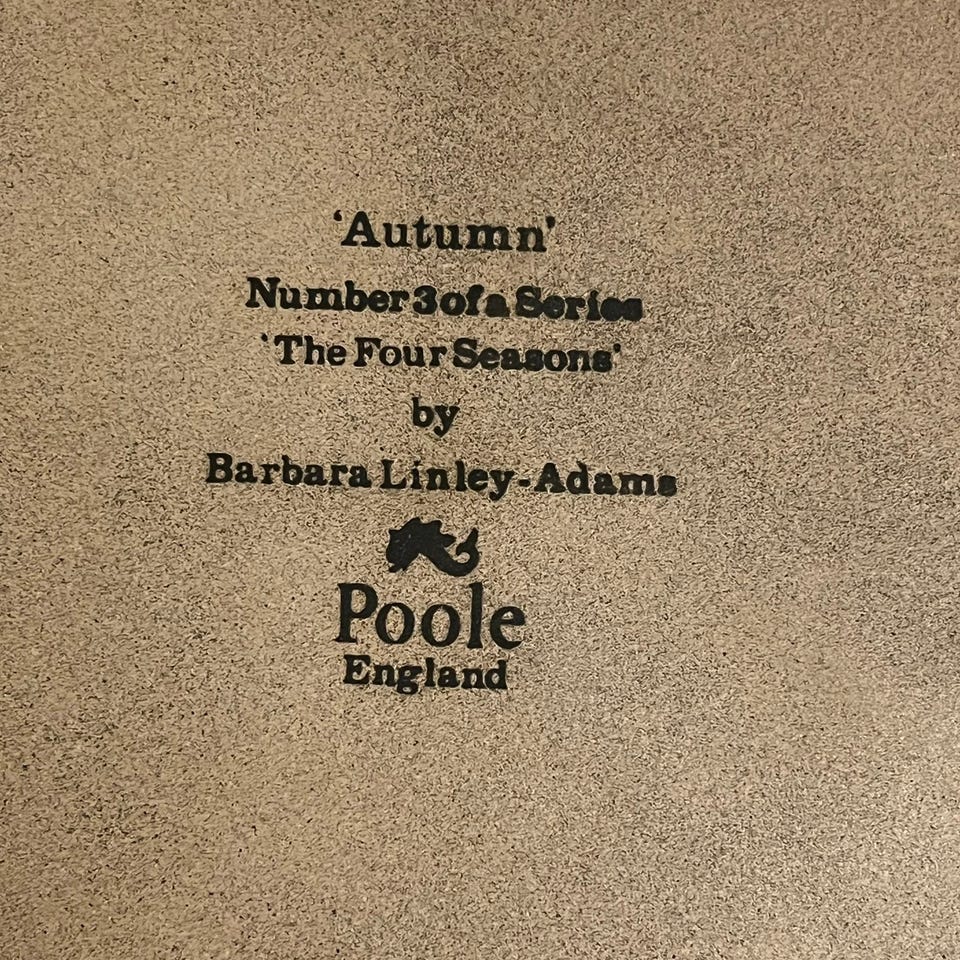 'Autumn'
Number 3 of a Series
'The Four Seasons'
by
Barbara Linley-Adams
Poole
England